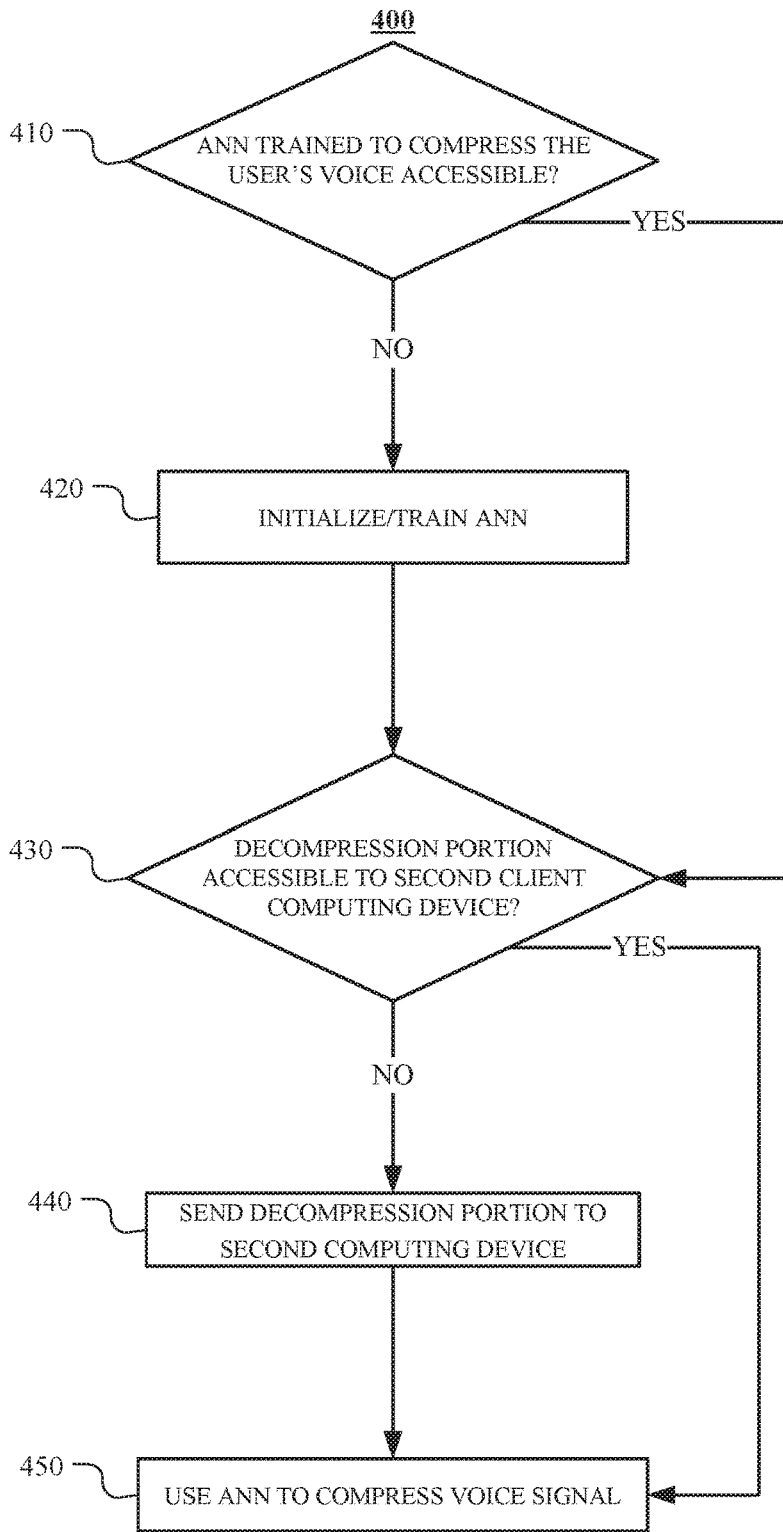 400
410
ANN TRAINED TO COMPRESS THE
USER'S VOICE ACCESSIBLE?
YES
NO
420
INITIALIZE/TRAIN ANN
430
DECOMPRESSION PORTION
ACCESSIBLE TO SECOND CLIENT
COMPUTING DEVICE?
YES
NO
440
SEND DECOMPRESSION PORTION TO
SECOND COMPUTING DEVICE
450
USE ANN TO COMPRESS VOICE SIGNAL